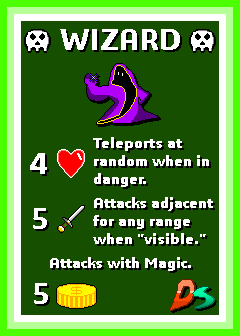 WIZARD
4
Teleports at
random when in
danger.
5
Attacks adjacent
for any range
when "visible."
Attacks with Magic.
5
DS